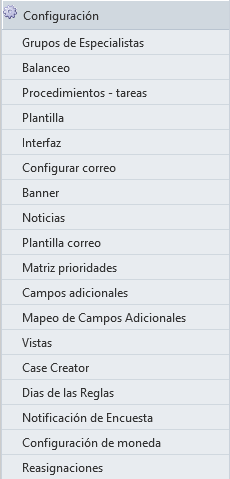 Configuración
Grupos de Especialistas
Balanceo
Procedimientos - tareas
Plantilla
Interfaz
Configurar correo
Banner
Noticias
Plantilla correo
Matriz prioridades
Campos adicionales
Mapeo de Campos Adicionales
Vistas
Case Creator
Dias de las Reglas
Notificación de Encuesta
Configuración de moneda
Reasignaciones